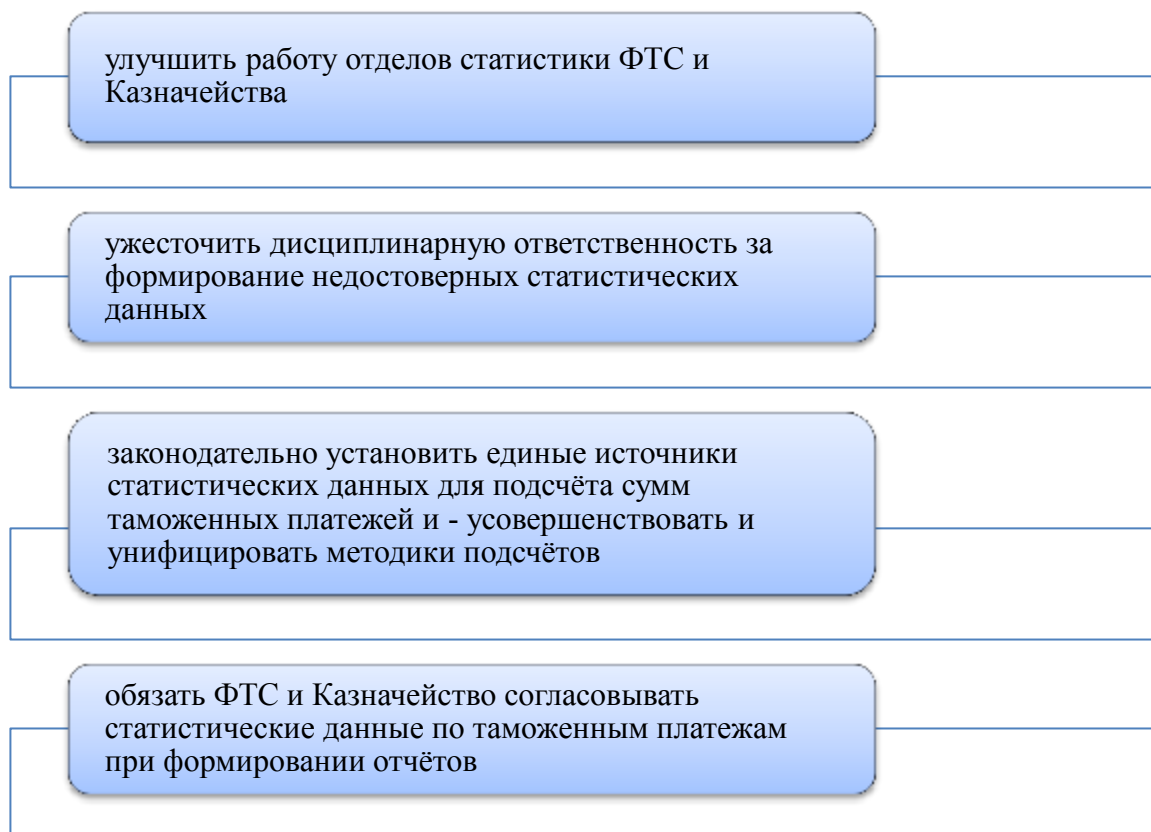 улучшить работу отделов статистики ФТС и
Казначейства
ужесточить дисциплинарную ответственность за
формирование недостоверных статистических
данных
законодательно установить единые источники
статистических данных для подсчёта сумм
таможенных платежей и - усовершенствовать и
унифицировать методики подсчётов
обязать ФТС и Казначейство согласовывать
статистические данные по таможенным платежам
при формировании отчётов